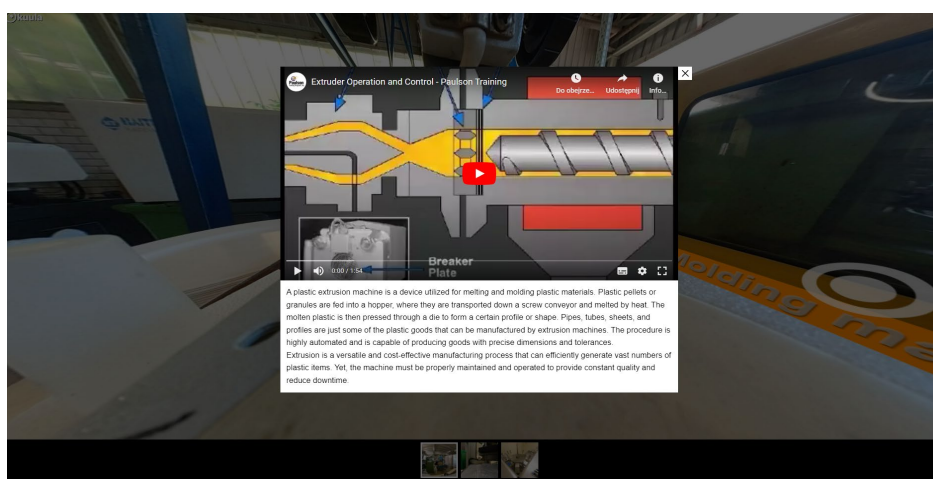 kuula
HAIT
Paulson
Extruder Operation and Control - Paulson Training
Do obejrze...
Udostępnij
Info...
Breaker
Plate
0:00 / 1:54
A plastic extrusion machine is a device utilized for melting and molding plastic materials. Plastic pellets or
granules are fed into a hopper, where they are transported down a screw conveyor and melted by heat. The
molten plastic is then pressed through a die to form a certain profile or shape. Pipes, tubes, sheets, and
profiles are just some of the plastic goods that can be manufactured by extrusion machines. The procedure is
highly automated and is capable of producing goods with precise dimensions and tolerances.
Extrusion is a versatile and cost-effective manufacturing process that can efficiently generate vast numbers of
plastic items. Yet, the machine must be properly maintained and operated to provide constant quality and
reduce downtime.
Molding ma